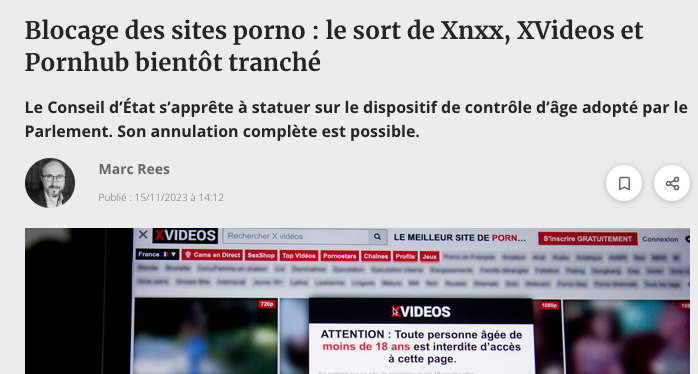 Blocage des sites porno : le sort de Xnxx, XVideos et
Pornhub bientôt tranché
Le Conseil d’État s’apprête à statuer sur le dispositif de contrôle d’âge adopté par le
Parlement. Son annulation complète est possible.
Marc Rees
Publié : 15/11/2023 à 14:12
XVIDEOS Rechercher X vidéos LE MEILLEUR SITE DE PORN... S'inscrire GRATUITEMENT Connexion
France Cams en Direct SexShop Top Vidéos Pornostars Chaînes Profils Jeux
720p
1080p
XVIDEOS
ATTENTION : Toute personne âgée de
moins de 18 ans est interdite d'accès
à cette page.